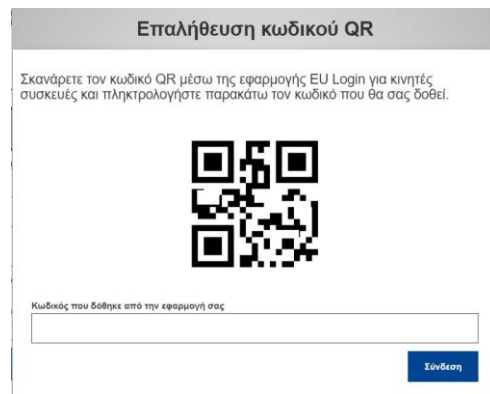 Επαλήθευση κωδικού QR
Σκανάρετε τον κωδικό QR μέσω της εφαρμογής EU Login για κινητές
συσκευές και πληκτρολογήστε παρακάτω τον κωδικό που θα σας δοθεί.
Κωδικός που δόθηκε από την εφαρμογή σας
Σύνδεση